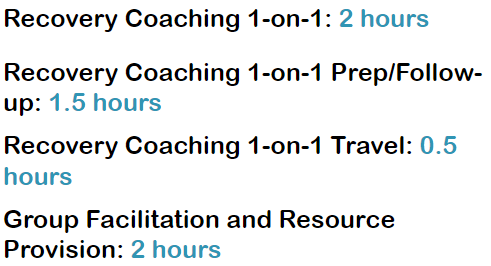 Recovery Coaching 1-on-1: 2 hours
Recovery Coaching 1-on-1 Prep/Follow-
up: 1.5 hours
Recovery Coaching 1-on-1 Travel: 0.5
hours
Group Facilitation and Resource
Provision: 2 hours